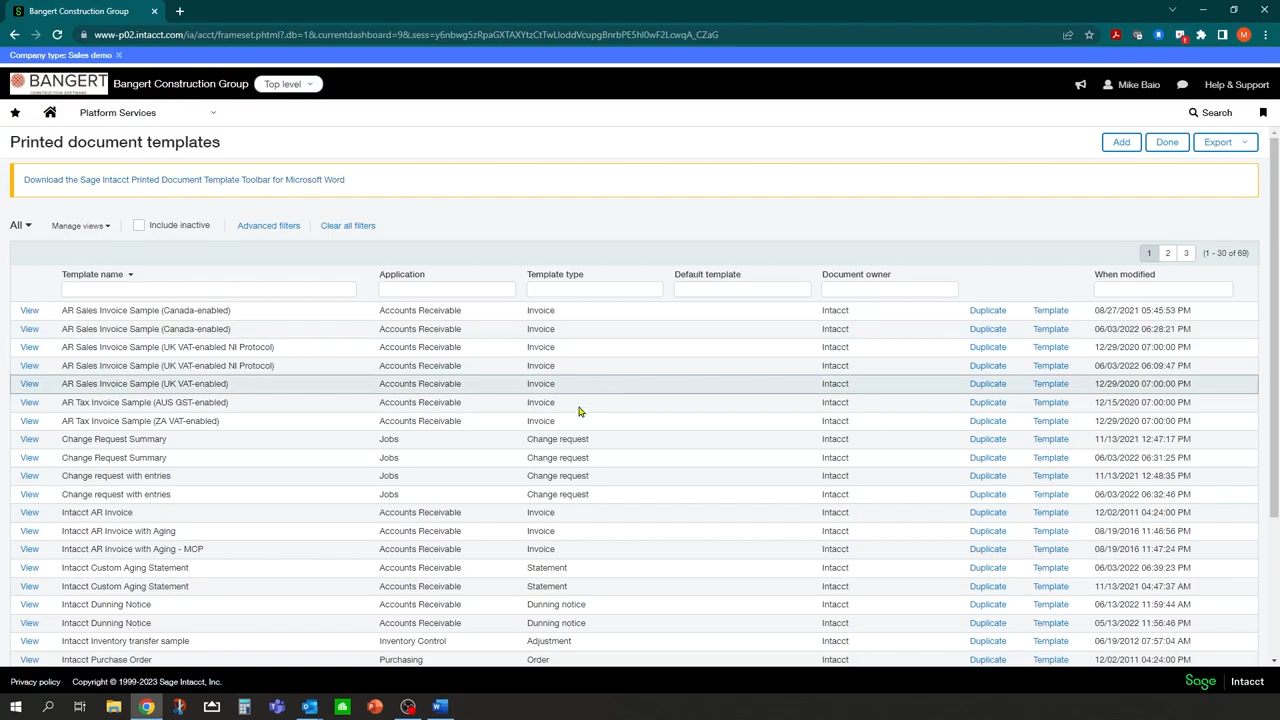 Bangert Construction Group
www-p02.intacct.com/ia/acct/frameset.phtml?.db=1&.currentdashboard=9&.sess=y6nbwg5zRpaGXTAXYtzCtTwLIoddVcupgBnrbPE5hl0wF2LcwqA_CZaG
Company type: Sales demo
BANGERT Bangert Construction Group Top level Mike Baio Help & Support
CONSTRUCTION SOFTWARE
Platform Services Search
Printed document templates Add Done Export
Download the Sage Intacct Printed Document Template Toolbar for Microsoft Word
All Manage views Include inactive Advanced filters Clear all filters
1 2 3 (1 - 30 of 69)
Template name Application Template type Default template Document owner When modified
View AR Sales Invoice Sample (Canada-enabled) Accounts Receivable Invoice Intacct Duplicate Template 08/27/2021 05:45:53 PM
View AR Sales Invoice Sample (Canada-enabled) Accounts Receivable Invoice Intacct Duplicate Template 06/03/2022 06:28:21 PM
View AR Sales Invoice Sample (UK VAT-enabled NI Protocol) Accounts Receivable Invoice Intacct Duplicate Template 12/29/2020 07:00:00 PM
View AR Sales Invoice Sample (UK VAT-enabled NI Protocol) Accounts Receivable Invoice Intacct Duplicate Template 06/03/2022 06:09:47 PM
View AR Sales Invoice Sample (UK VAT-enabled) Accounts Receivable Invoice Intacct Duplicate Template 12/29/2020 07:00:00 PM
View AR Tax Invoice Sample (AUS GST-enabled) Accounts Receivable Invoice Intacct Duplicate Template 12/15/2020 07:00:00 PM
View AR Tax Invoice Sample (ZA VAT-enabled) Accounts Receivable Invoice Intacct Duplicate Template 12/29/2020 07:00:00 PM
View Change Request Summary Jobs Change request Intacct Duplicate Template 11/13/2021 12:47:17 PM
View Change Request Summary Jobs Change request Intacct Duplicate Template 06/03/2022 06:31:25 PM
View Change request with entries Jobs Change request Intacct Duplicate Template 11/13/2021 12:48:35 PM
View Change request with entries Jobs Change request Intacct Duplicate Template 06/03/2022 06:32:46 PM
View Intacct AR Invoice Accounts Receivable Invoice Intacct Duplicate Template 12/02/2011 04:24:00 PM
View Intacct AR Invoice with Aging Accounts Receivable Invoice Intacct Duplicate Template 08/19/2016 11:46:56 PM
View Intacct AR Invoice with Aging - MCP Accounts Receivable Invoice Intacct Duplicate Template 08/19/2016 11:47:24 PM
View Intacct Custom Aging Statement Accounts Receivable Statement Intacct Duplicate Template 06/03/2022 06:39:23 PM
View Intacct Custom Aging Statement Accounts Receivable Statement Intacct Duplicate Template 11/13/2021 04:47:37 AM
View Intacct Dunning Notice Accounts Receivable Dunning notice Intacct Duplicate Template 06/13/2022 11:59:44 AM
View Intacct Dunning Notice Accounts Receivable Dunning notice Intacct Duplicate Template 05/13/2022 11:56:46 PM
View Intacct Inventory transfer sample Inventory Control Adjustment Intacct Duplicate Template 06/19/2012 07:57:04 AM
View Intacct Purchase Order Purchasing Order Intacct Duplicate Template 12/02/2011 04:24:00 PM
Privacy policy Copyright © 1999-2023 Sage Intacct, Inc. Sage Intacct